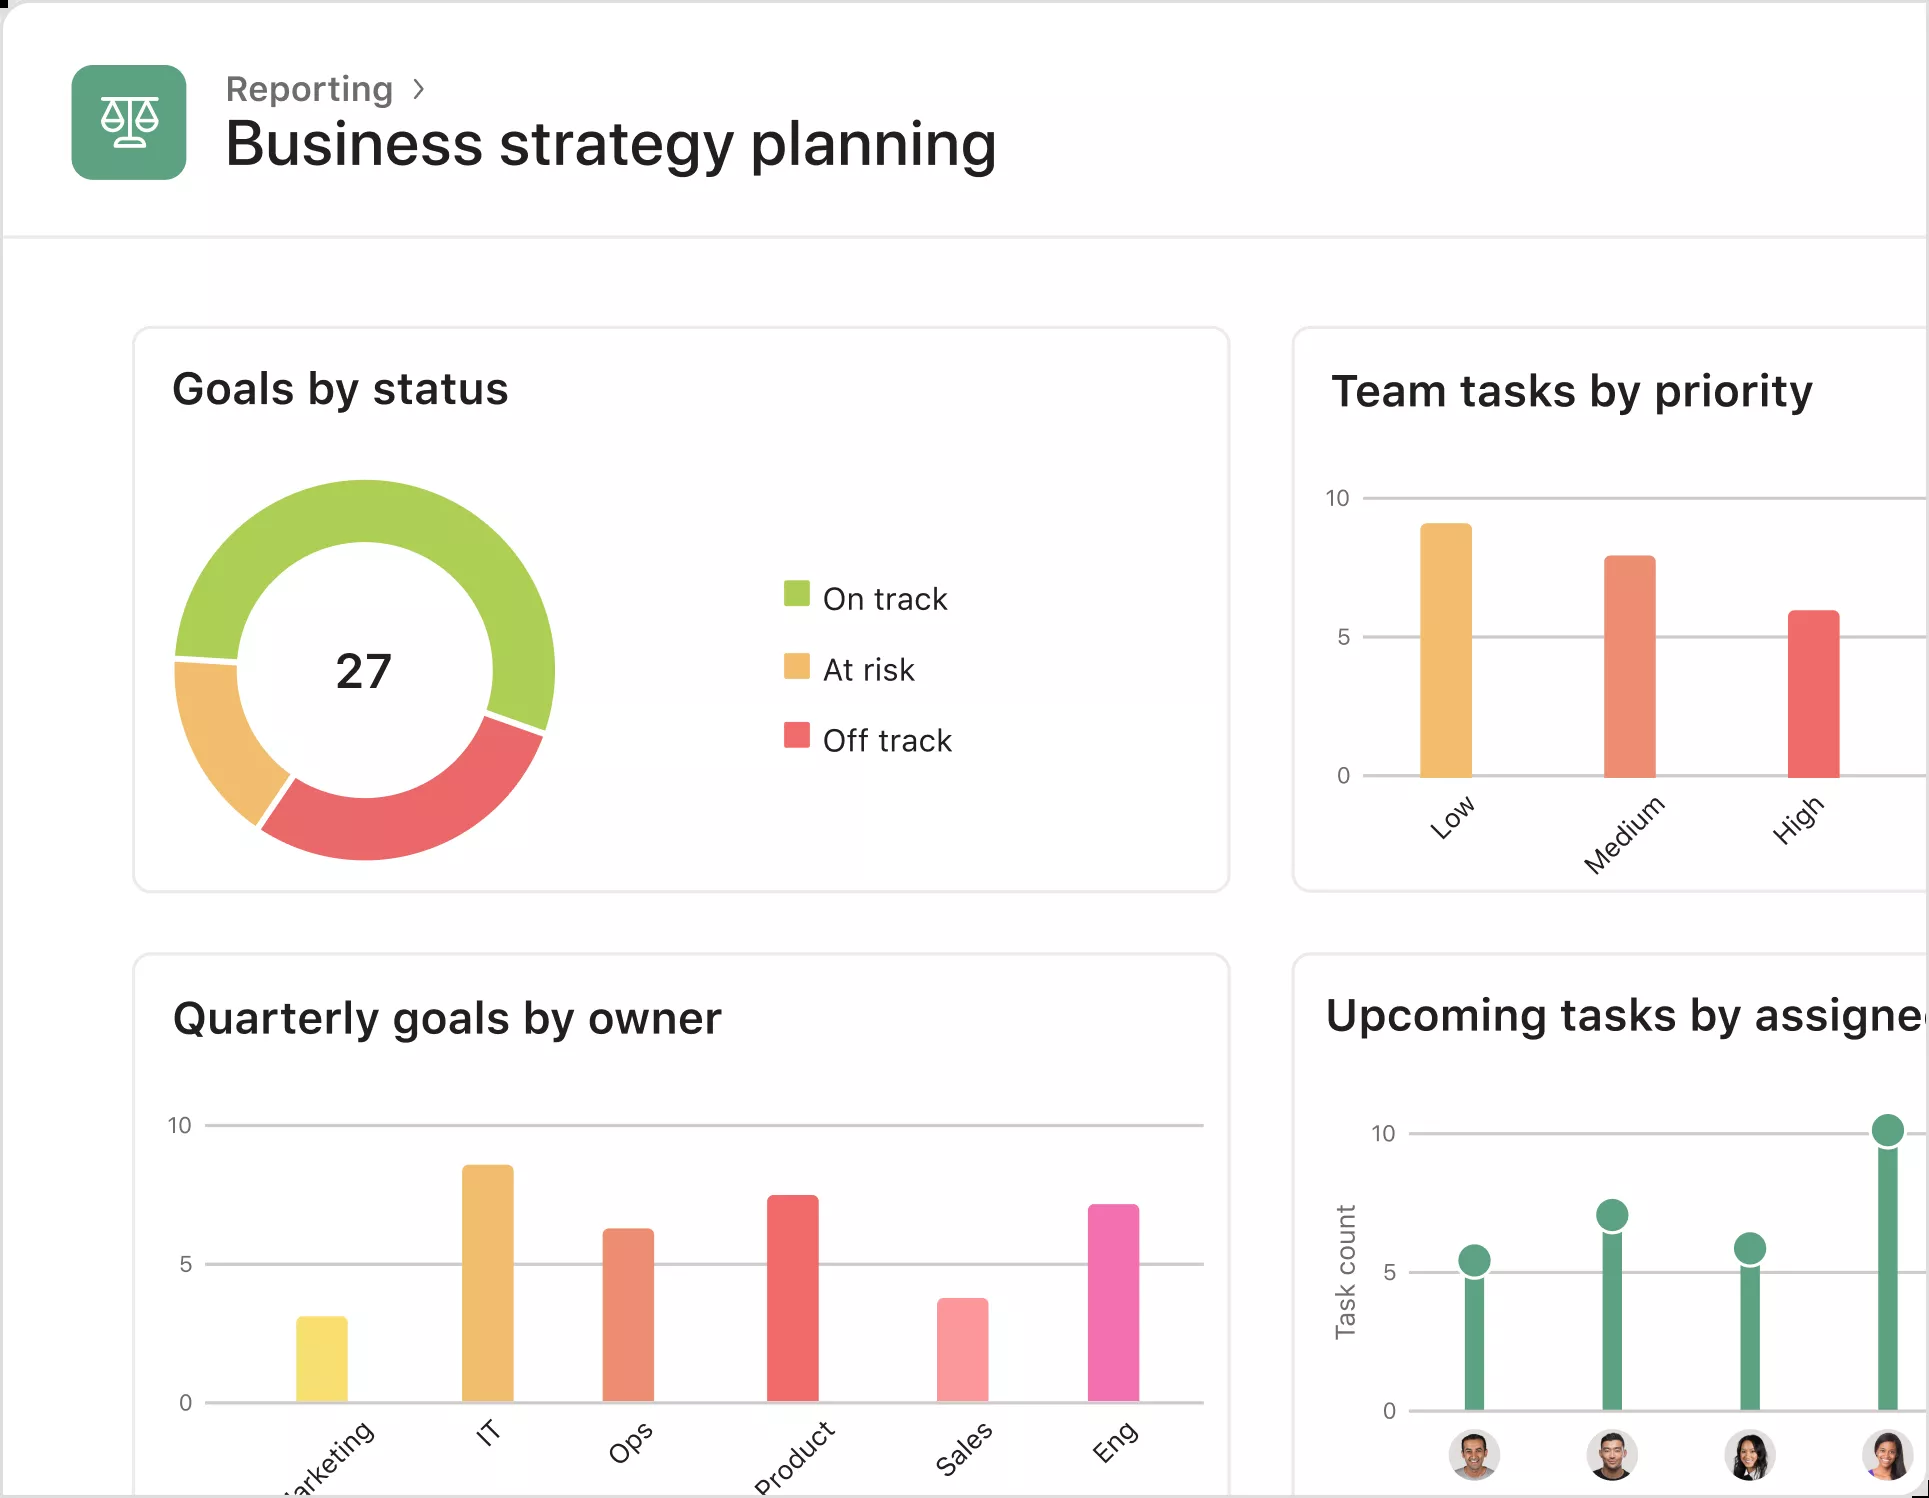 Reporting >
Business strategy planning
Goals by status
27
On track
At risk
Off track
Team tasks by priority
10
5
0
Low
Medium
High
Quarterly goals by owner
10
5
0
arketing
IT
Ops
Product
Sales
Eng
Upcoming tasks by assigne
Task count
10
5
0